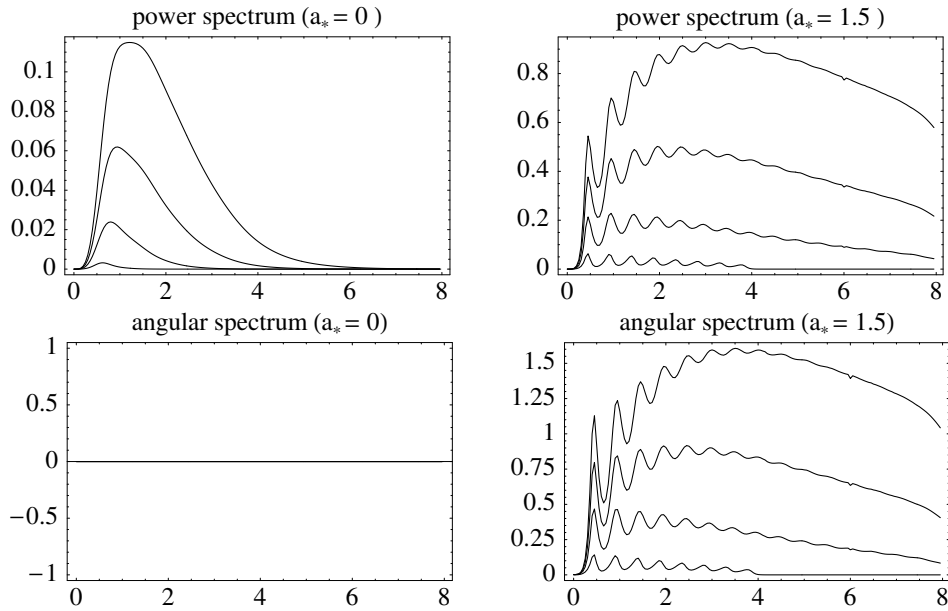 power spectrum (a* = 0 )
0.1
0.08
0.06
0.04
0.02
0
0 2 4 6 8
power spectrum (a* = 1.5 )
0.8
0.6
0.4
0.2
0
0 2 4 6 8
angular spectrum (a* = 0)
1
0.5
0
−0.5
−1
0 2 4 6 8
angular spectrum (a* = 1.5)
1.5
1.25
1
0.75
0.5
0.25
0
0 2 4 6 8